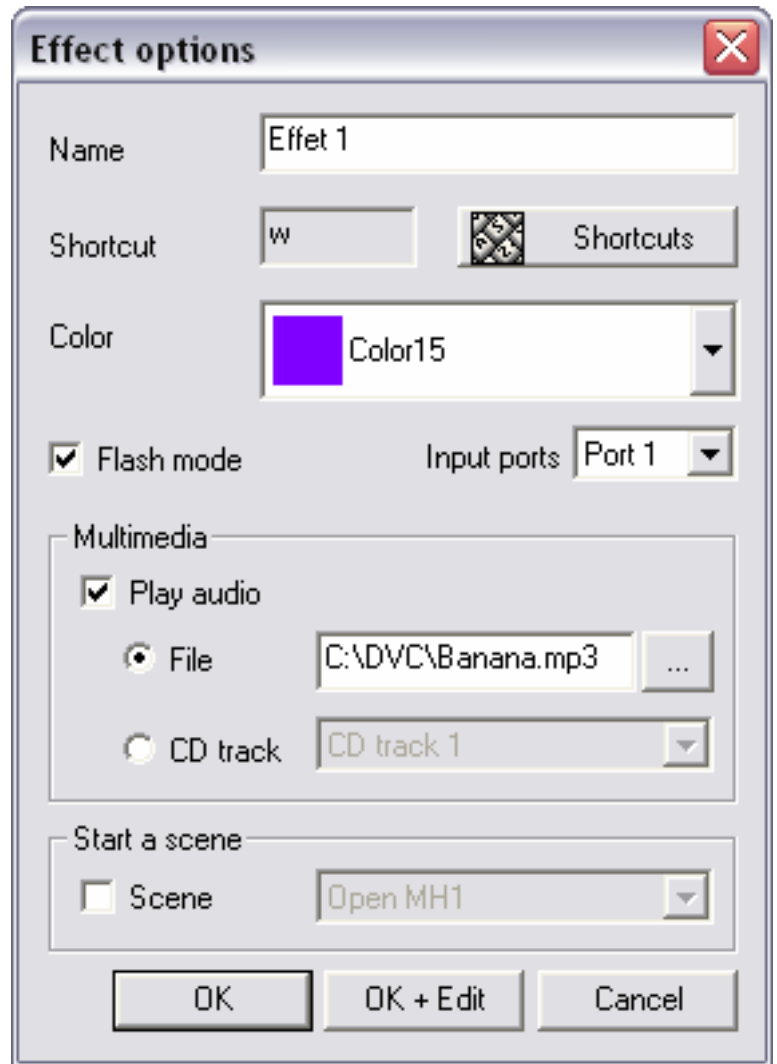 Effect options
Name Effet 1
Shortcut w Shortcuts
Color Color15
Flash mode Input ports Port 1
Multimedia
Play audio
File C:\DVC\Banana.mp3 ...
CD track CD track 1
Start a scene
Scene Open MH1
OK OK + Edit Cancel